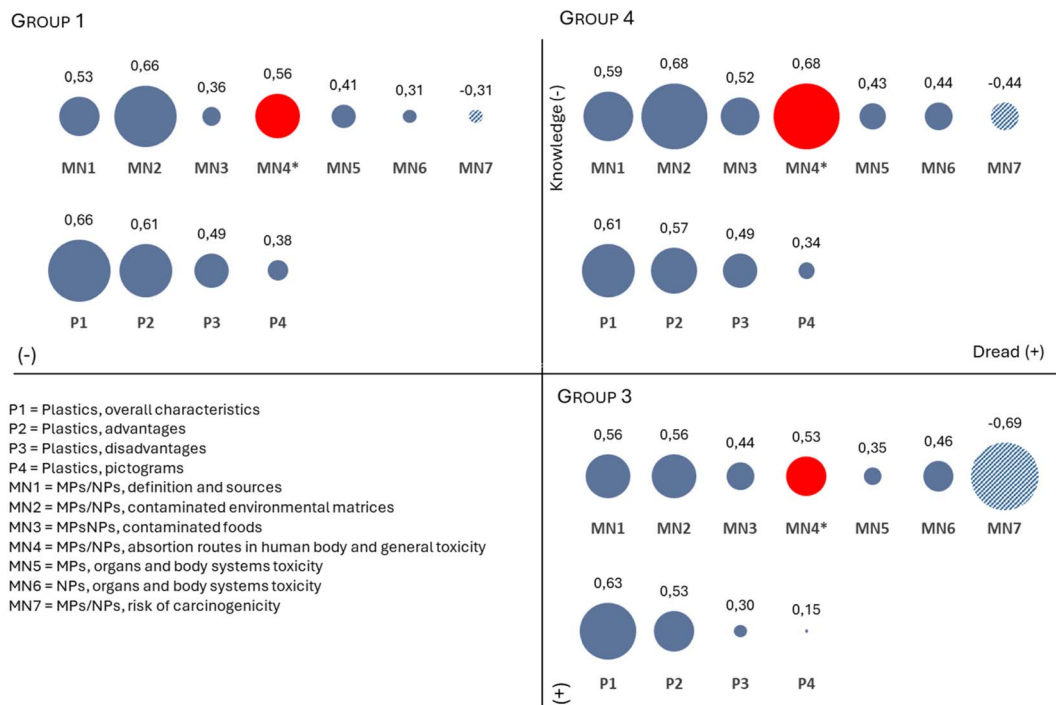 GROUP 1
0,53 0,66 0,36 0,56 0,41 0,31 -0,31
MN1 MN2 MN3 MN4* MN5 MN6 MN7
0,66 0,61 0,49 0,38
P1 P2 P3 P4
(-)
GROUP 4
Knowledge (-)
0,59 0,68 0,52 0,68 0,43 0,44 -0,44
MN1 MN2 MN3 MN4* MN5 MN6 MN7
0,61 0,57 0,49 0,34
P1 P2 P3 P4
Dread (+)
P1 = Plastics, overall characteristics
P2 = Plastics, advantages
P3 = Plastics, disadvantages
P4 = Plastics, pictograms
MN1 = MPs/NPs, definition and sources
MN2 = MPs/NPs, contaminated environmental matrices
MN3 = MPsNPs, contaminated foods
MN4 = MPs/NPs, absortion routes in human body and general toxicity
MN5 = MPs, organs and body systems toxicity
MN6 = NPs, organs and body systems toxicity
MN7 = MPs/NPs, risk of carcinogenicity
GROUP 3
0,56 0,56 0,44 0,53 0,35 0,46 -0,69
MN1 MN2 MN3 MN4* MN5 MN6 MN7
0,63 0,53 0,30 0,15
P1 P2 P3 P4
(+)